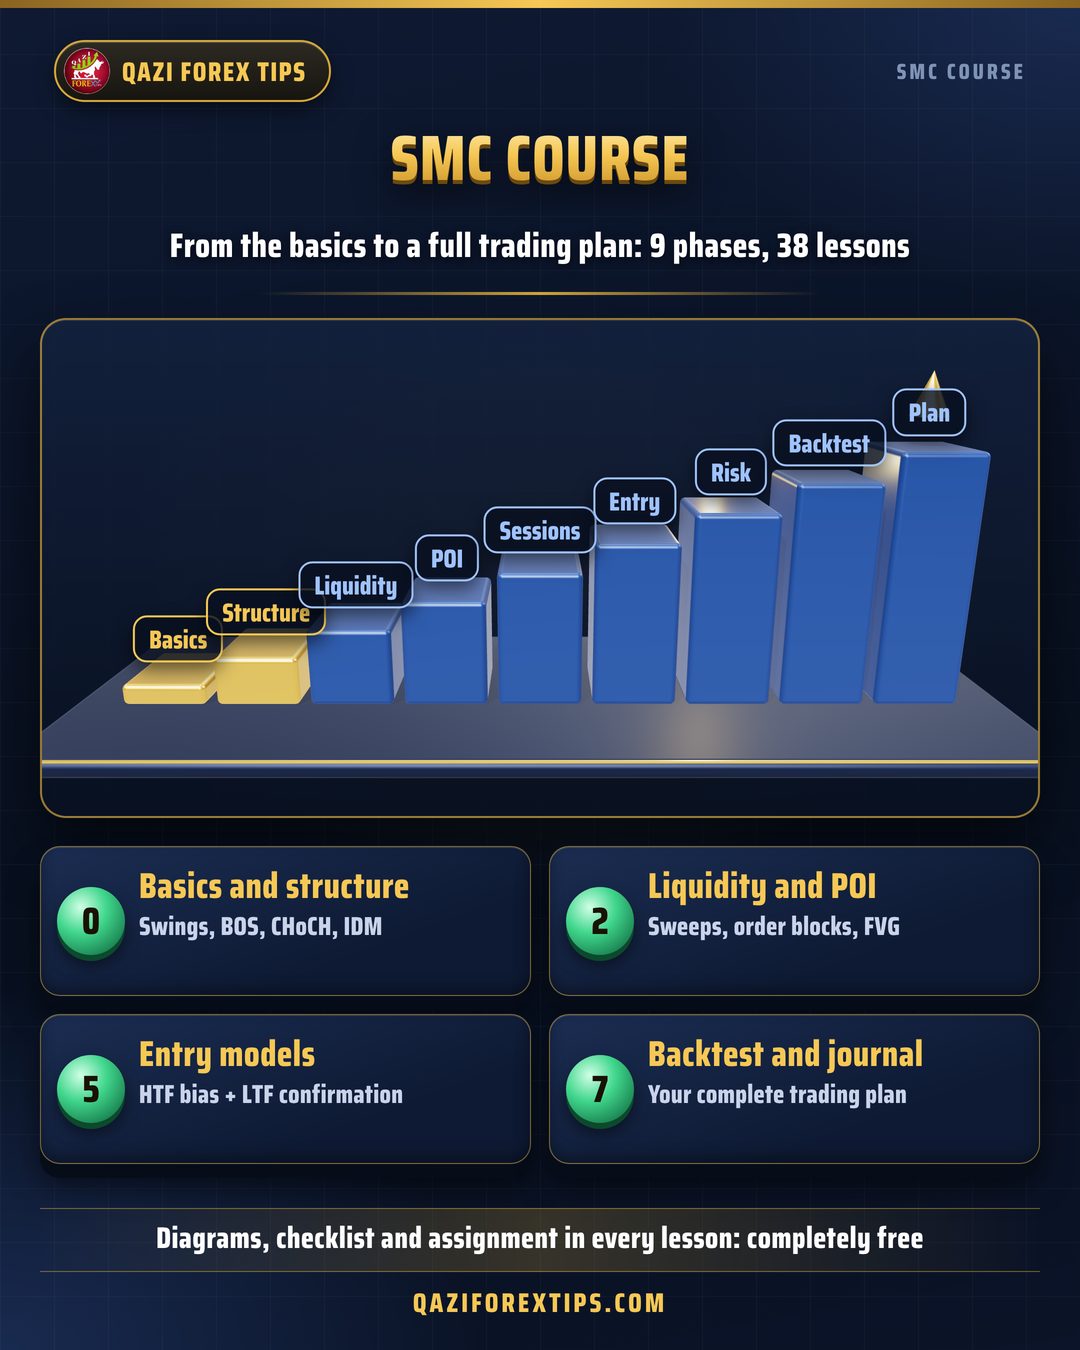 QAZI FOREX TIPS
SMC COURSE
SMC COURSE
From the basics to a full trading plan: 9 phases, 38 lessons
Basics
Structure
Liquidity
POI
Sessions
Entry
Risk
Backtest
Plan
0
Basics and structure
Swings, BOS, CHoCH, IDM
2
Liquidity and POI
Sweeps, order blocks, FVG
5
Entry models
HTF bias + LTF confirmation
7
Backtest and journal
Your complete trading plan
Diagrams, checklist and assignment in every lesson: completely free
QAZIFOREXTIPS.COM